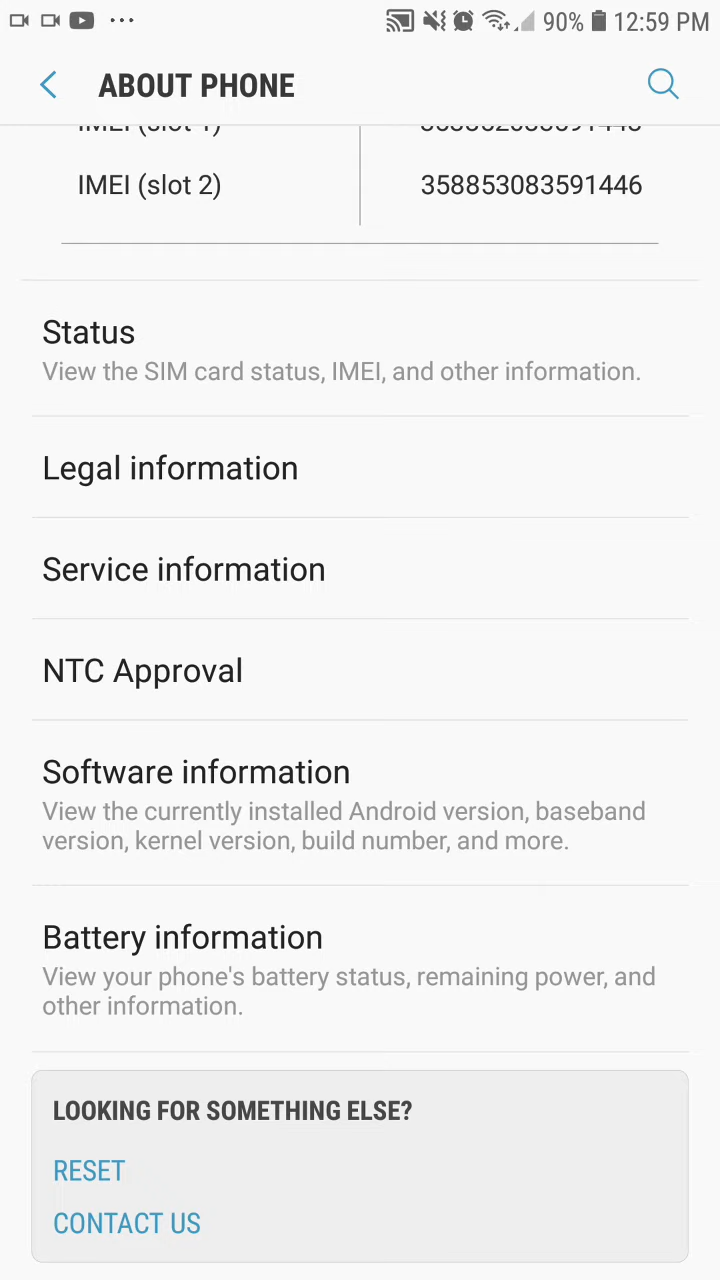 90% 12:59 PM
ABOUT PHONE
IMEI (slot 1)
IMEI (slot 2) 358853083591446
Status
View the SIM card status, IMEI, and other information.
Legal information
Service information
NTC Approval
Software information
View the currently installed Android version, baseband
version, kernel version, build number, and more.
Battery information
View your phone's battery status, remaining power, and
other information.
LOOKING FOR SOMETHING ELSE?
RESET
CONTACT US